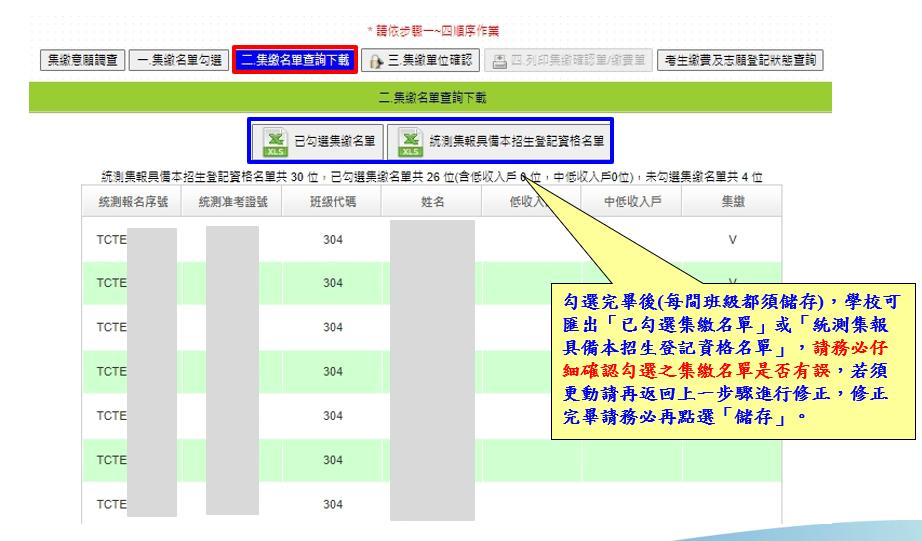 *請依步驟一~四順序作業
集繳意願調查 一.集繳名單勾選 二.集繳名單查詢下載 三.集繳單位確認 四.列印集繳確認單/繳費單 考生繳費及志願登記狀態查詢
二.集繳名單查詢下載
XLS 已勾選集繳名單 XLS 統測集報具備本招生登記資格名單
統測集報具備本招生登記資格名單共 30 位，已勾選集繳名單共 26 位(含低收入戶 0 位，中低收入戶0位)，未勾選集繳名單共 4 位
統測報名序號 統測准考證號 班級代碼 姓名 低收入 中低收入戶 集繳
TCTE 304 V
TCTE 304 V
TCTE 304
TCTE 304
TCTE 304
TCTE 304
TCTE 304
勾選完畢後(每間班級都須儲存)，學校可
匯出「已勾選集繳名單」或「統測集報
具備本招生登記資格名單」，請務必仔
細確認勾選之集繳名單是否有誤，若須
更動請再返回上一步驟進行修正，修正
完畢請務必再點選「儲存」。